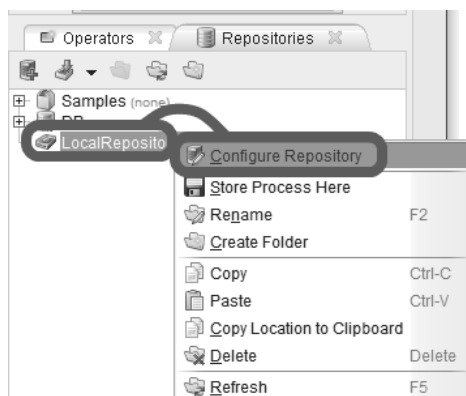 Operators Repositories
Samples (none)
DB
LocalReposito
Configure Repository
Store Process Here
Rename F2
Create Folder
Copy Ctrl-C
Paste Ctrl-V
Copy Location to Clipboard
Delete Delete
Refresh F5